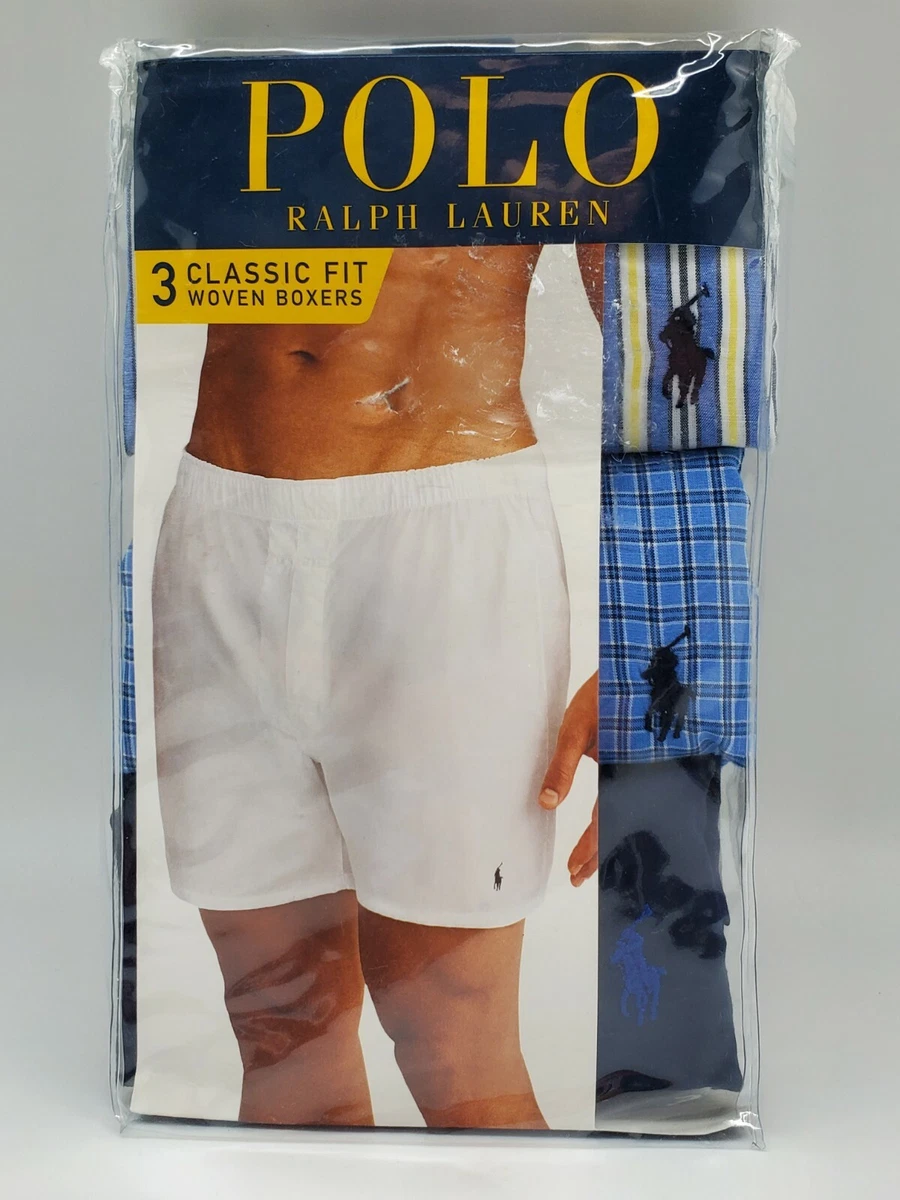 POLO
RALPH LAUREN
3 CLASSIC FIT
WOVEN BOXERS